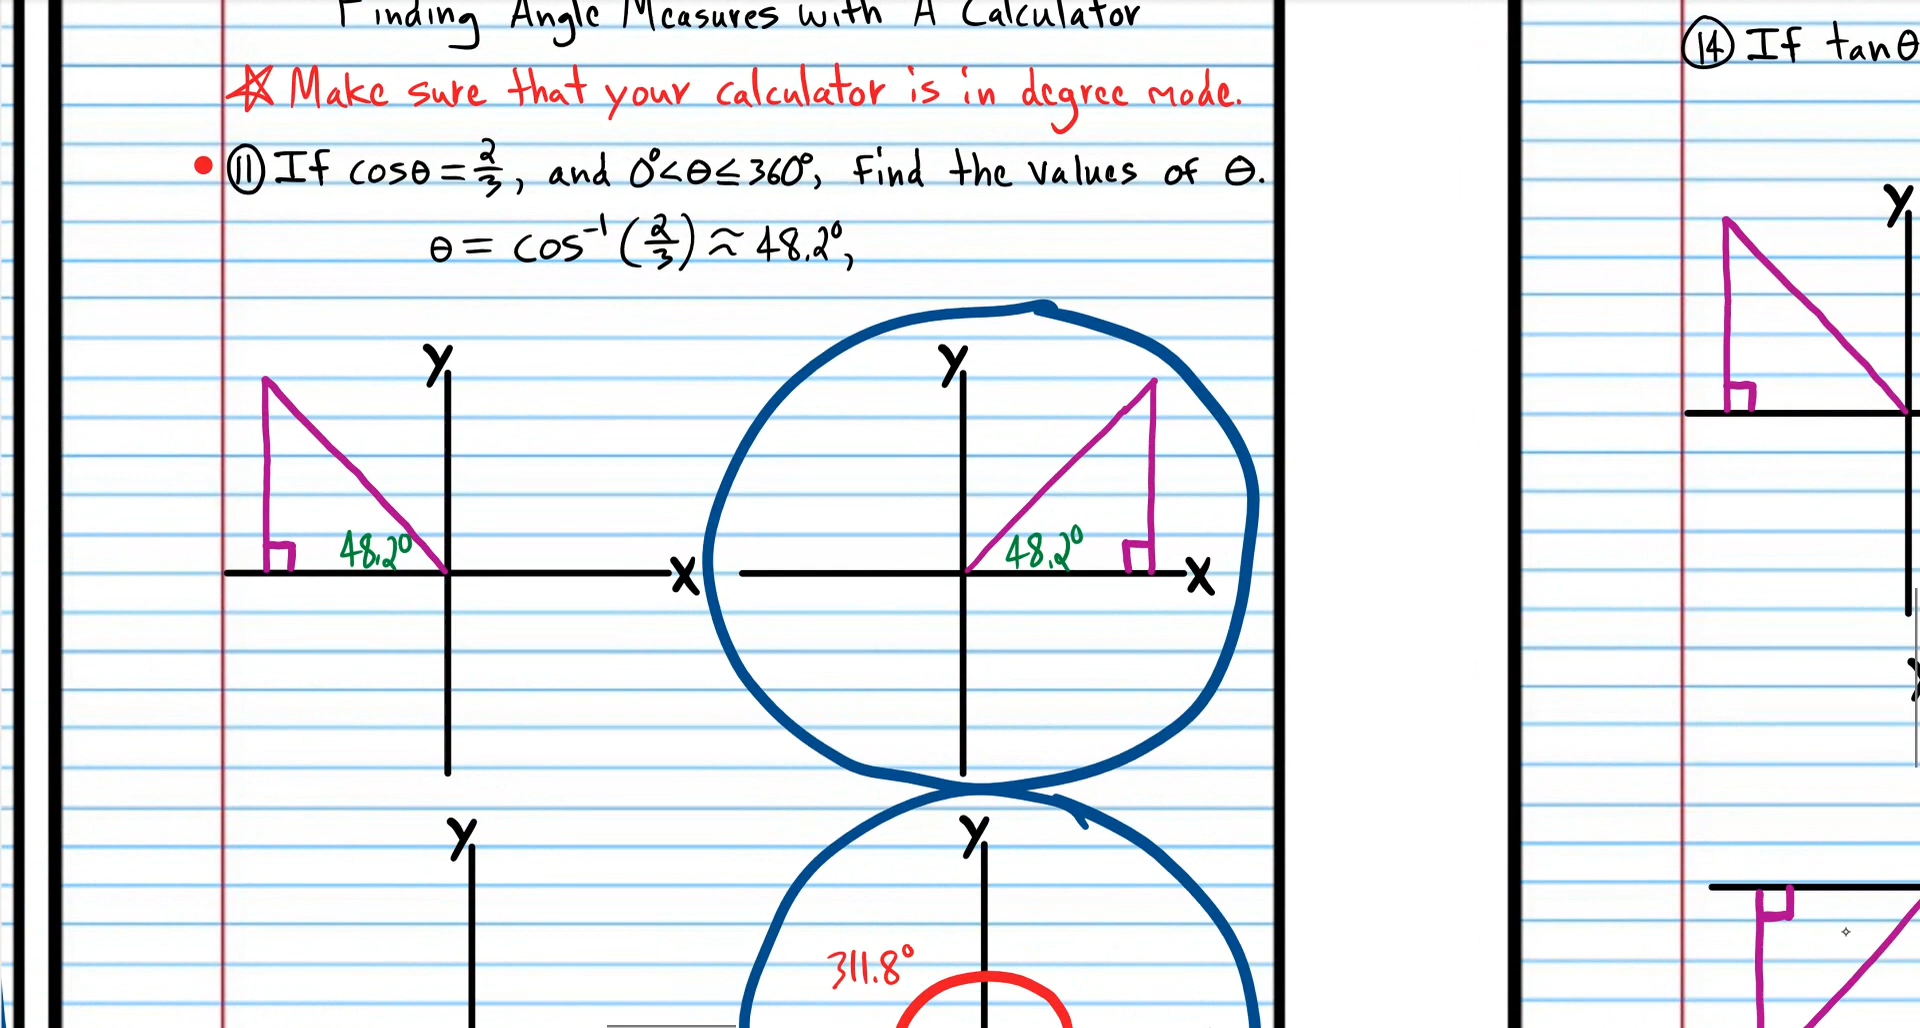 Finding Angle Measures with A Calculator
☆ Make sure that your calculator is in degree mode.
• ⑪ If cosθ = 2/3, and 0°<θ≤360°, find the values of θ.
θ = cos⁻¹(2/3) ≈ 48.2°,
y
48.2°
x
y
48.2°
x
y
y
311.8°
⑭ If tanθ
y